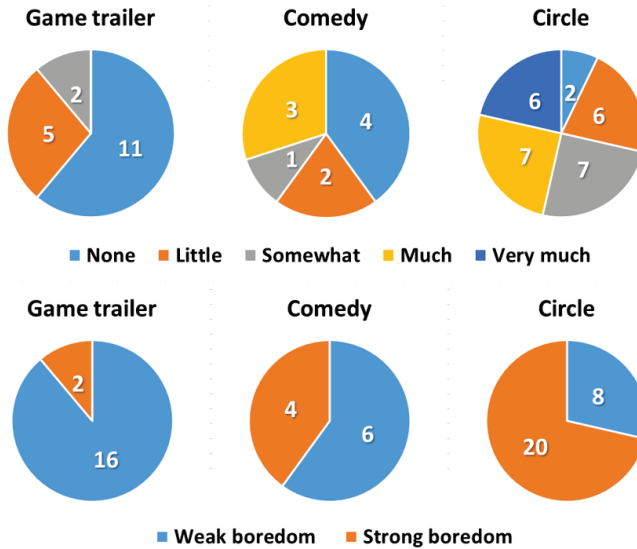 Game trailer Comedy Circle
2 5 11
3 4 1 2
6 2 6 7 7
None Little Somewhat Much Very much
Game trailer Comedy Circle
2 16
4 6
8 20
Weak boredom Strong boredom